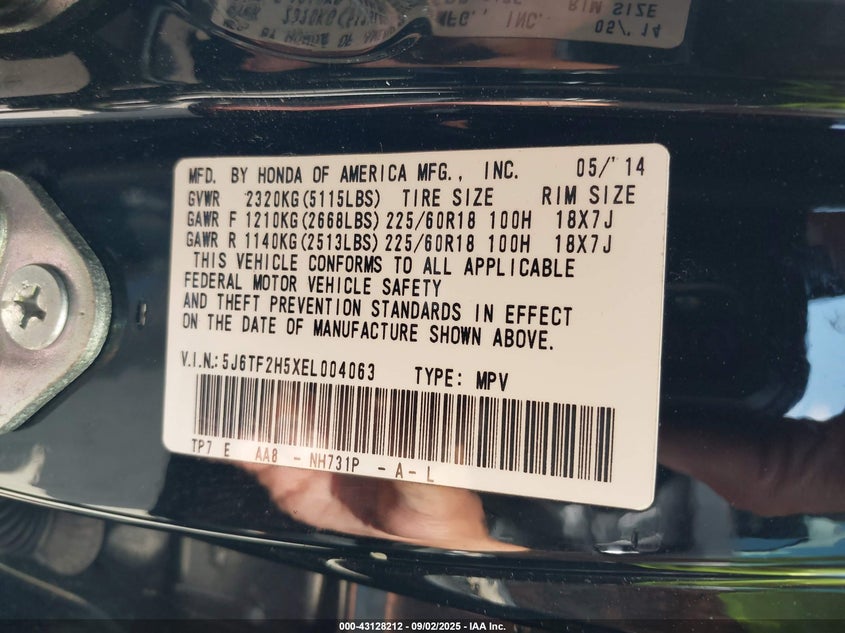 MFD. BY HONDA OF AMERICA MFG., INC. 05/'14
GVWR 2320KG(5115LBS) TIRE SIZE RIM SIZE
GAWR F 1210KG(2668LBS) 225/60R18 100H 18X7J
GAWR R 1140KG(2513LBS) 225/60R18 100H 18X7J
THIS VEHICLE CONFORMS TO ALL APPLICABLE
FEDERAL MOTOR VEHICLE SAFETY
AND THEFT PREVENTION STANDARDS IN EFFECT
ON THE DATE OF MANUFACTURE SHOWN ABOVE.
V.I.N.: 5J6TF2H5XEL004063 TYPE: MPV
TP7 E AA8 - NH731P - A - L
000-43128212 - 09/02/2025 - IAA Inc.